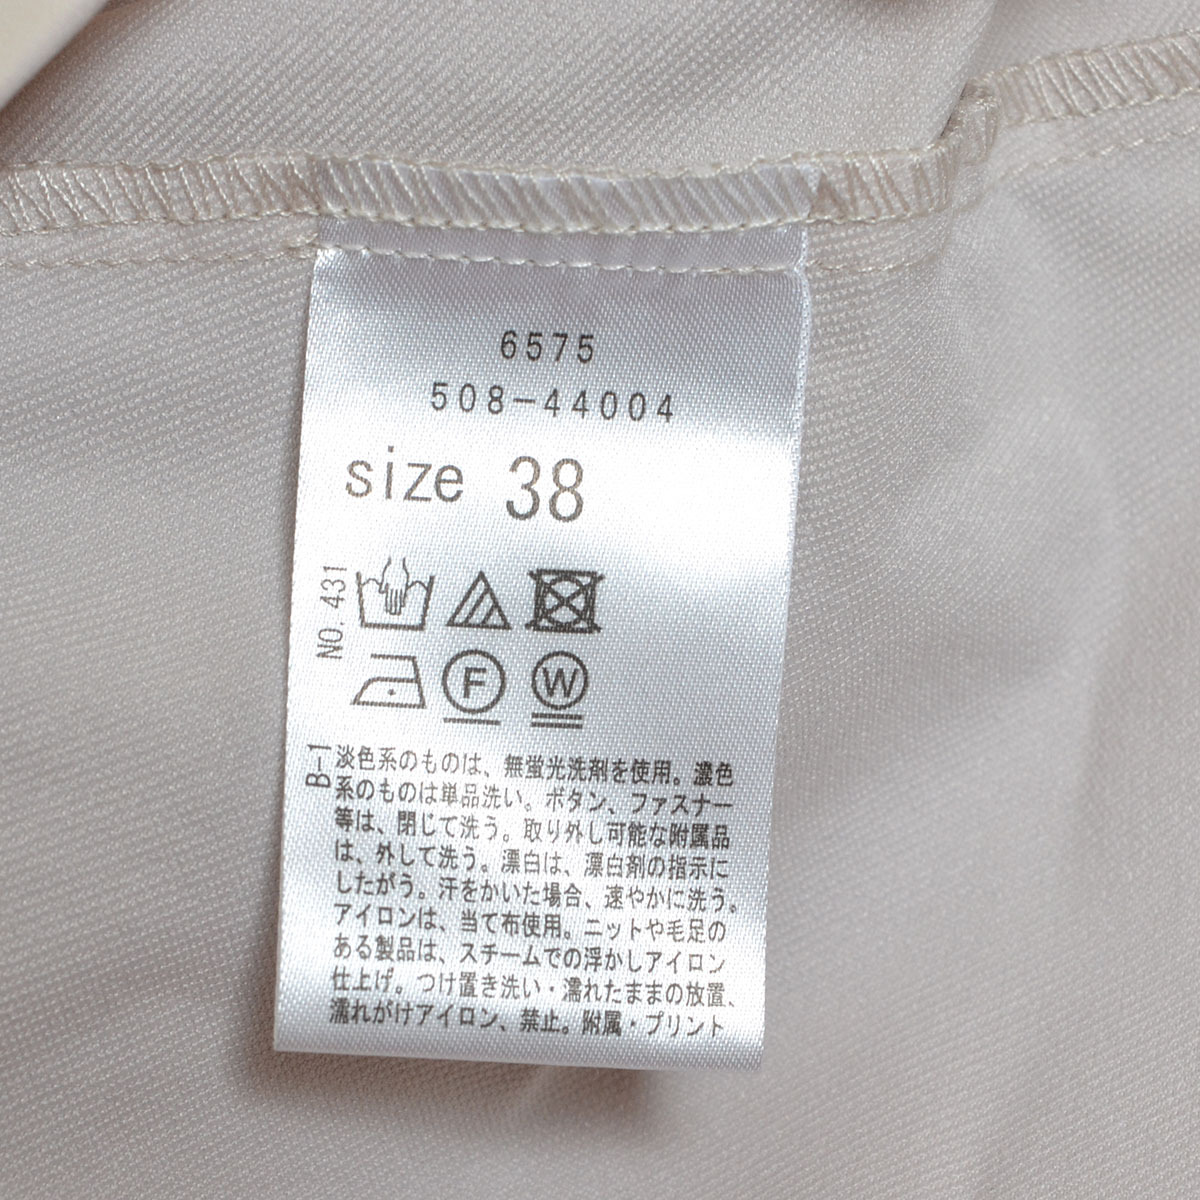 6575
508-44004
size 38
NO. 431
F
W
B-1
淡色系のものは、無蛍光洗剤を使用。濃色
系のものは単品洗い。ボタン、ファスナー
等は、閉じて洗う。取り外し可能な附属品
は、外して洗う。漂白は、漂白剤の指示に
したがう。汗をかいた場合、速やかに洗う。
アイロンは、当て布使用。ニットや毛足の
ある製品は、スチームでの浮かしアイロン
仕上げ。つけ置き洗い・濡れたままの放置、
濡れがけアイロン、禁止。附属・プリント